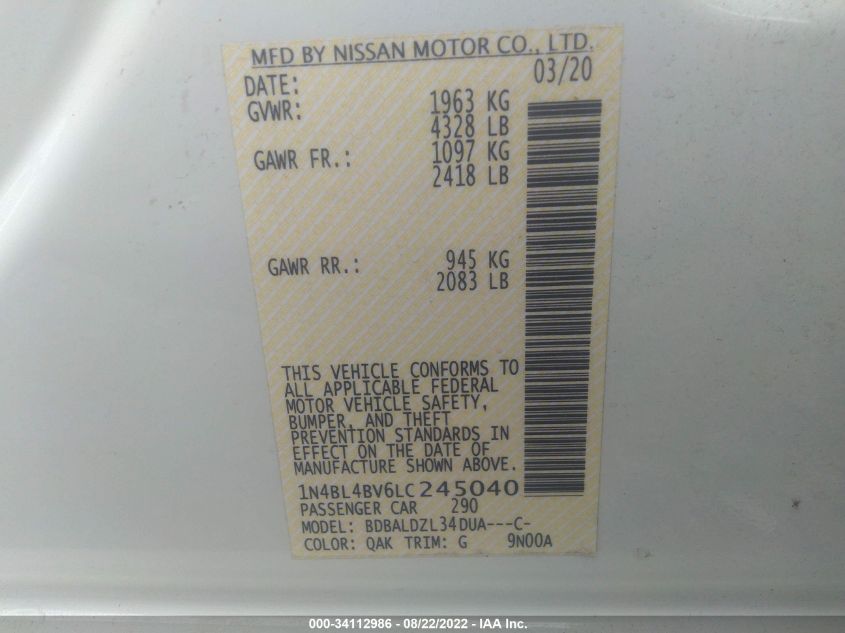 MFD BY NISSAN MOTOR CO., LTD.
DATE: 03/20
GVWR: 1963 KG
4328 LB
GAWR FR.: 1097 KG
2418 LB
GAWR RR.: 945 KG
2083 LB
THIS VEHICLE CONFORMS TO
ALL APPLICABLE FEDERAL
MOTOR VEHICLE SAFETY,
BUMPER, AND THEFT
PREVENTION STANDARDS IN
EFFECT ON THE DATE OF
MANUFACTURE SHOWN ABOVE.
1N4BL4BV6LC245040
PASSENGER CAR 290
MODEL: BDBALDZL34DUA---C-
COLOR: QAK TRIM: G 9N00A
000-34112986 - 08/22/2022 - IAA Inc.